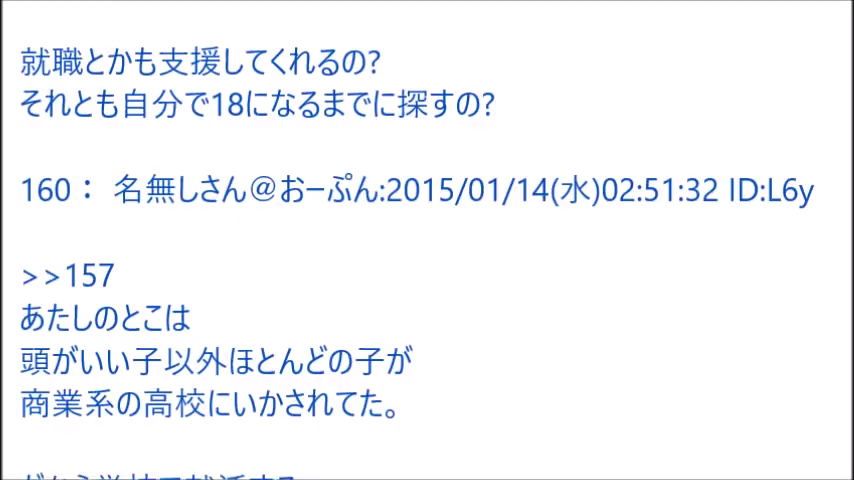 就職とかも支援してくれるの?
それとも自分で18になるまでに探すの?
160： 名無しさん＠おーぷん:2015/01/14(水)02:51:32 ID:L6y
>>157
あたしのとこは
頭がいい子以外ほとんどの子が
商業系の高校にいかされてた。